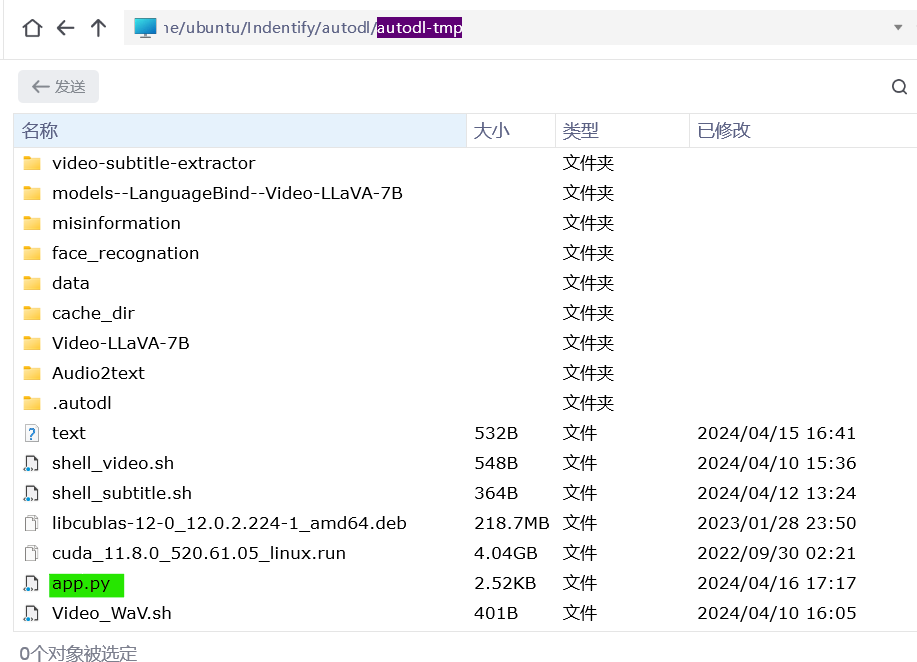 ne/ubuntu/Indentify/autodl/autodl-tmp
发送
名称 大小 类型 已修改
video-subtitle-extractor 文件夹
models--LanguageBind--Video-LLaVA-7B 文件夹
misinformation 文件夹
face_recognation 文件夹
data 文件夹
cache_dir 文件夹
Video-LLaVA-7B 文件夹
Audio2text 文件夹
.autodl 文件夹
text 532B 文件 2024/04/15 16:41
shell_video.sh 548B 文件 2024/04/10 15:36
shell_subtitle.sh 364B 文件 2024/04/12 13:24
libcublas-12-0_12.0.2.224-1_amd64.deb 218.7MB 文件 2023/01/28 23:50
cuda_11.8.0_520.61.05_linux.run 4.04GB 文件 2022/09/30 02:21
app.py 2.52KB 文件 2024/04/16 17:17
Video_WaV.sh 401B 文件 2024/04/10 16:05
0个对象被选定